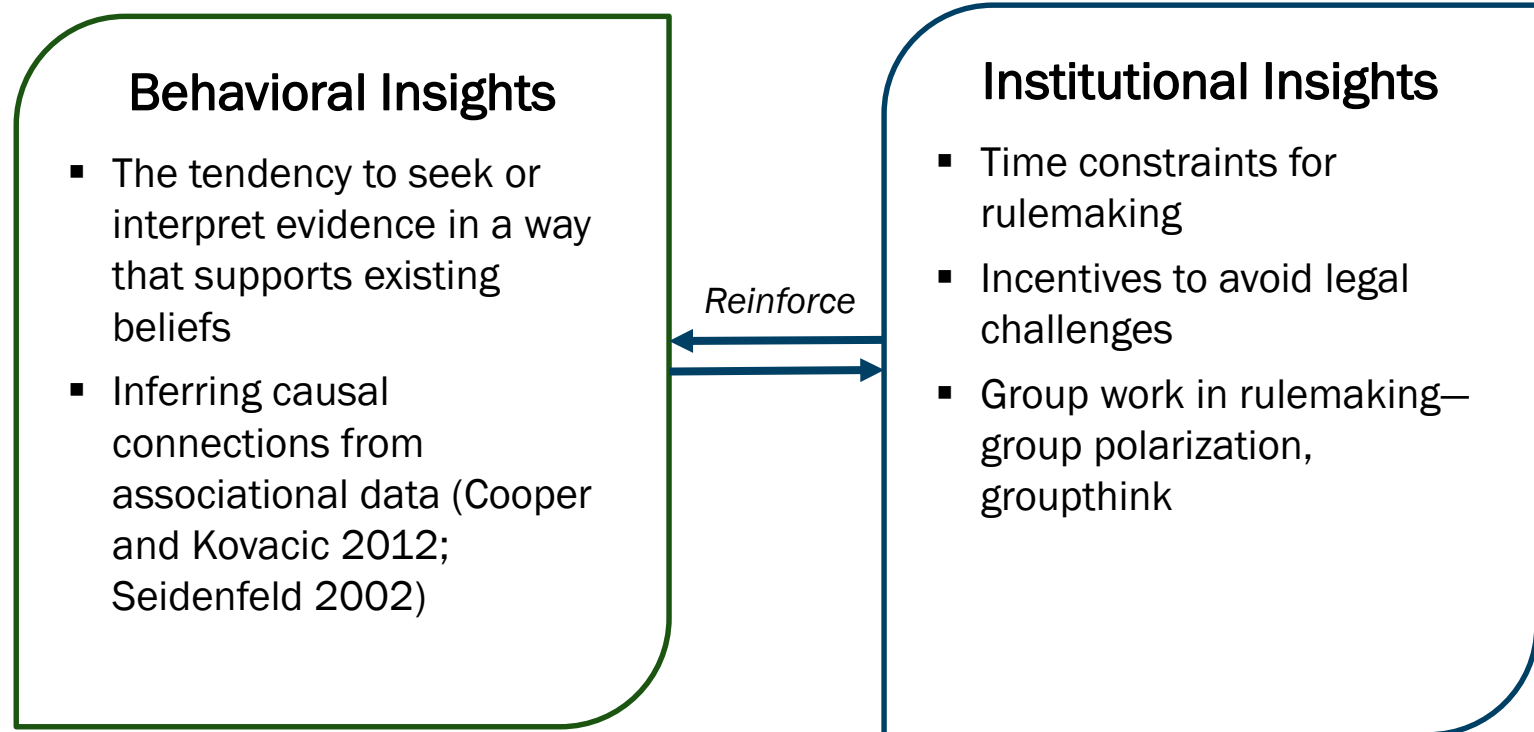 Behavioral Insights
▪ The tendency to seek or
interpret evidence in a way
that supports existing
beliefs
▪ Inferring causal
connections from
associational data (Cooper
and Kovacic 2012;
Seidenfeld 2002)
Reinforce
Institutional Insights
▪ Time constraints for
rulemaking
▪ Incentives to avoid legal
challenges
▪ Group work in rulemaking—
group polarization,
groupthink